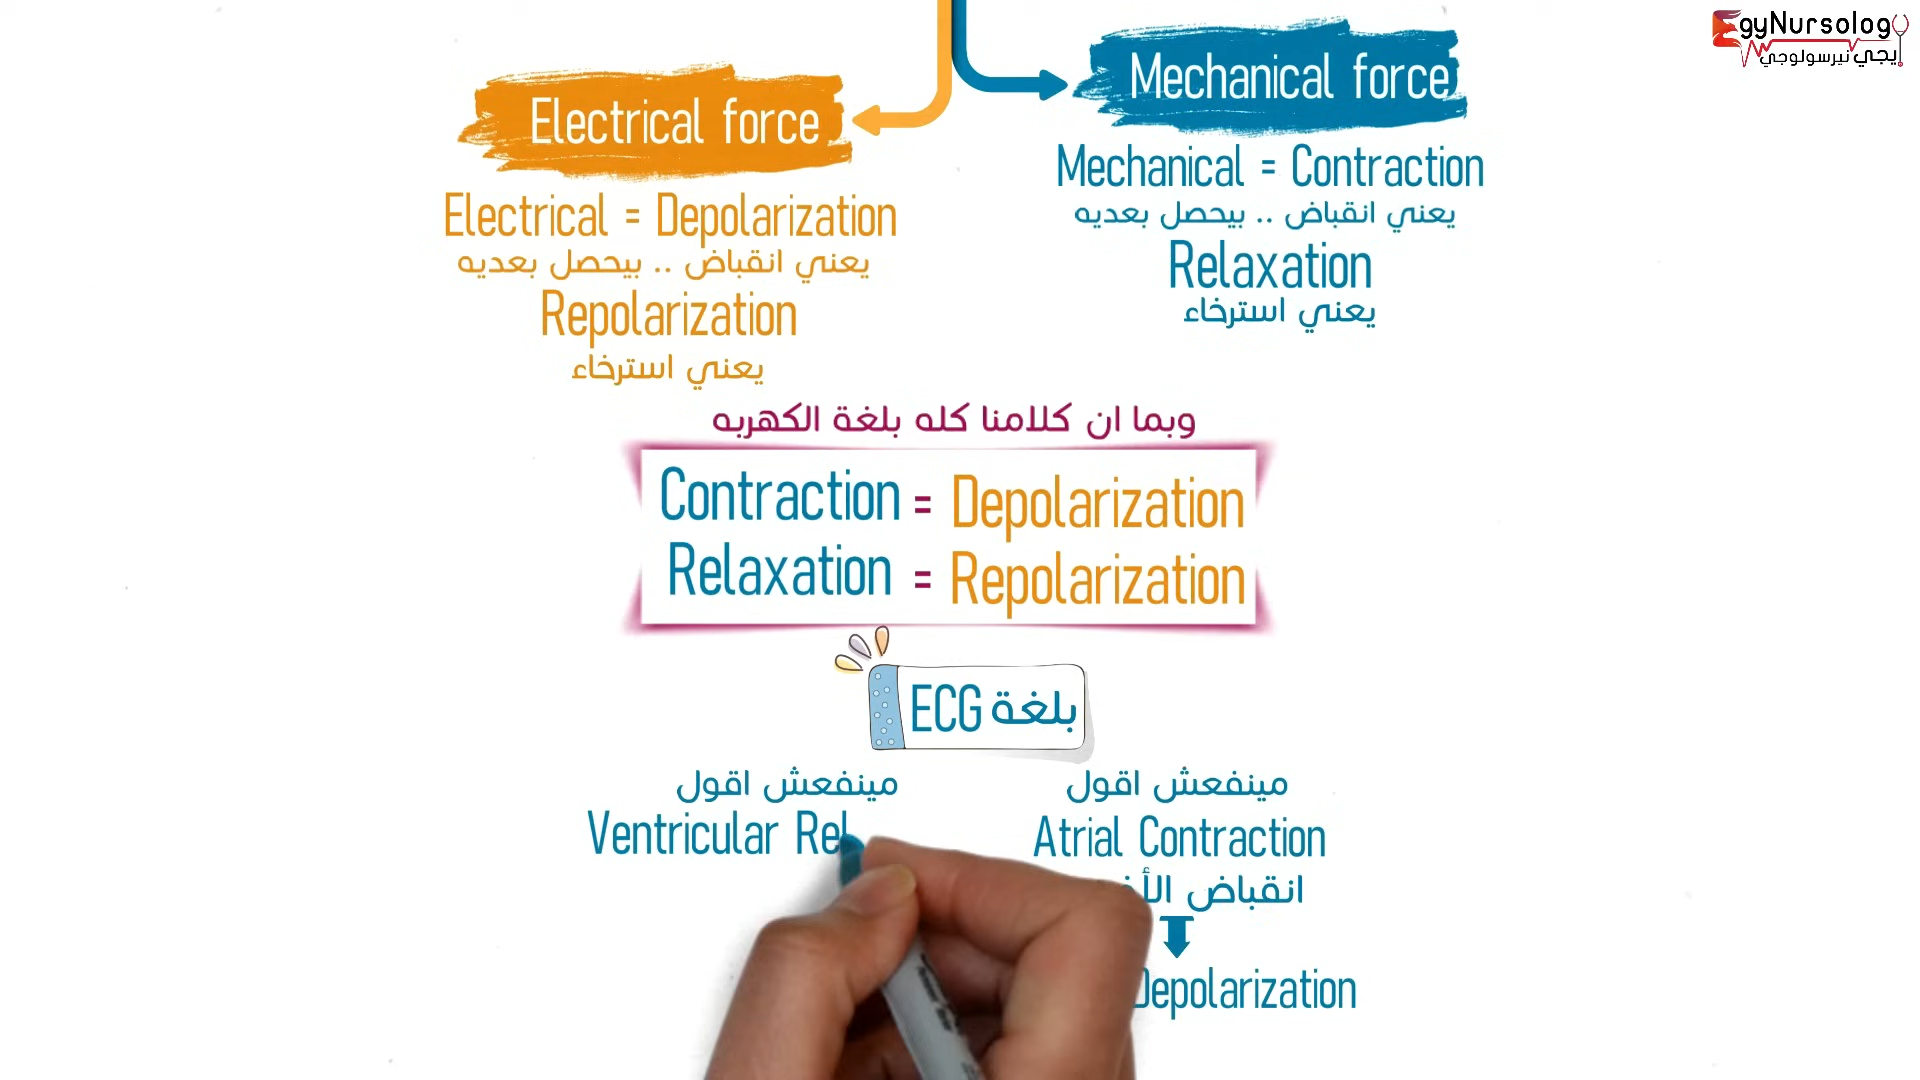 EgyNursology
إيجي نيرسولوجي
Electrical force
Electrical = Depolarization
يعني انقباض .. بيحصل بعديه
Repolarization
يعني استرخاء
Mechanical force
Mechanical = Contraction
يعني انقباض .. بيحصل بعديه
Relaxation
يعني استرخاء
وبما ان كلامنا كله بلغة الكهربه
Contraction = Depolarization
Relaxation = Repolarization
بلغة ECG
مينفعش اقول
Atrial Contraction
انقباض
Depolarization
مينفعش اقول
Ventricular Rel